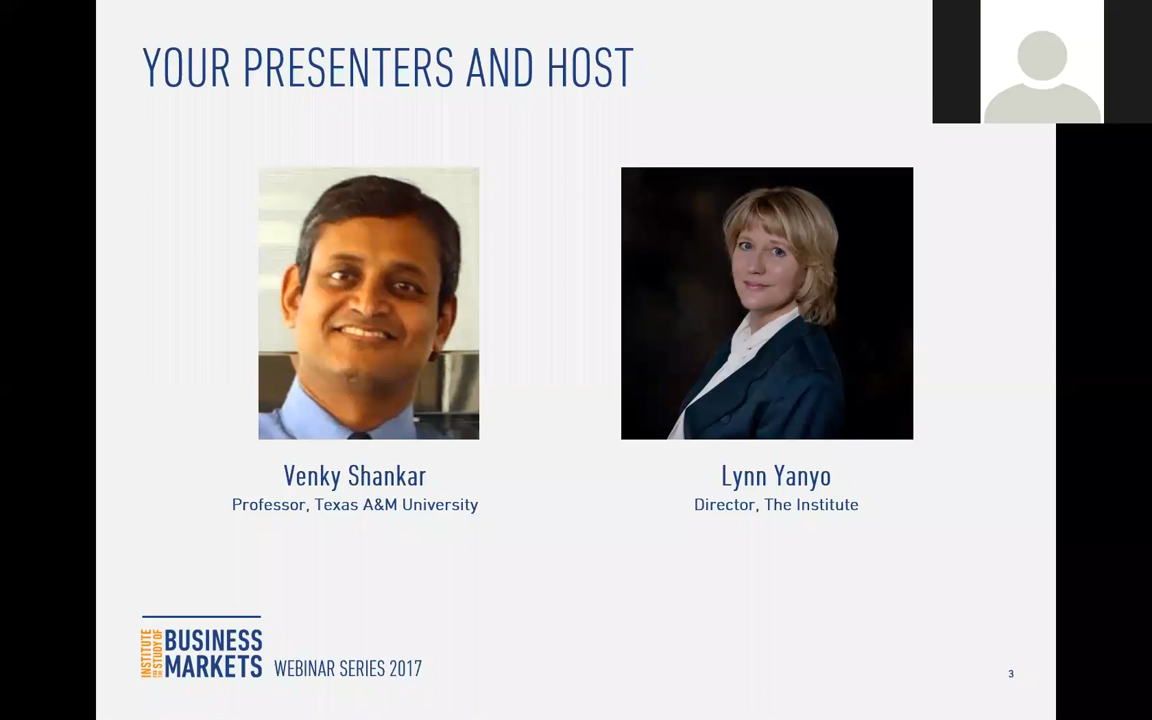 YOUR PRESENTERS AND HOST
Venky Shankar
Professor, Texas A&M University
Lynn Yanyo
Director, The Institute
INSTITUTE
FOR THE
STUDY OF
BUSINESS
MARKETS
WEBINAR SERIES 2017
3